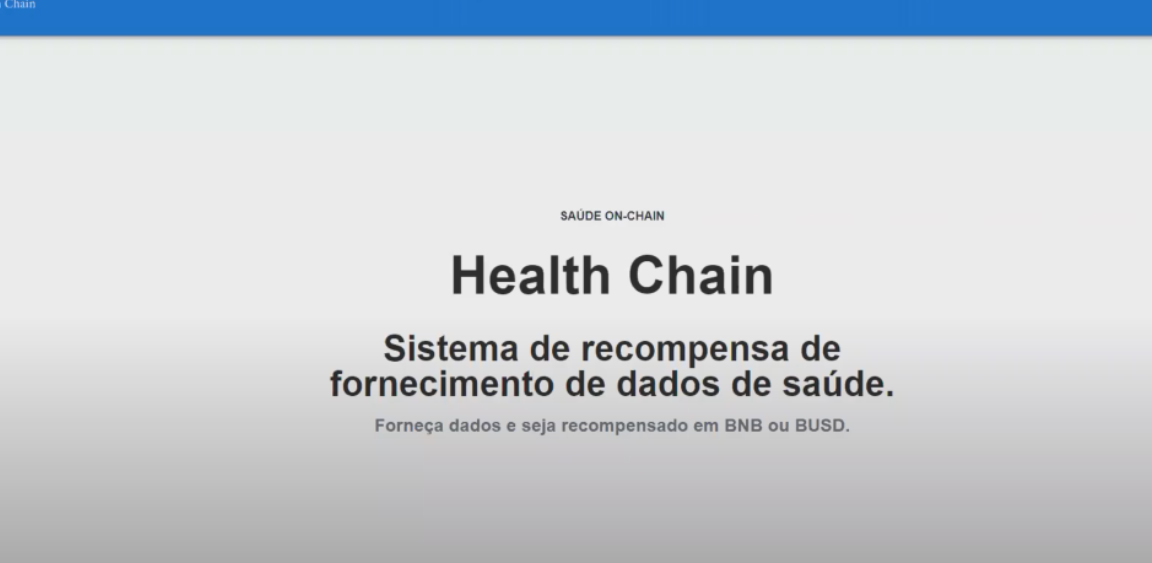 Chain
SAÚDE ON-CHAIN
Health Chain
Sistema de recompensa de
fornecimento de dados de saúde.
Forneça dados e seja recompensado em BNB ou BUSD.